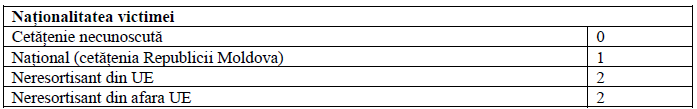 Naționalitatea victimei
Cetățenie necunoscută 0
Național (cetățenia Republicii Moldova) 1
Neresortisant din UE 2
Neresortisant din afara UE 2